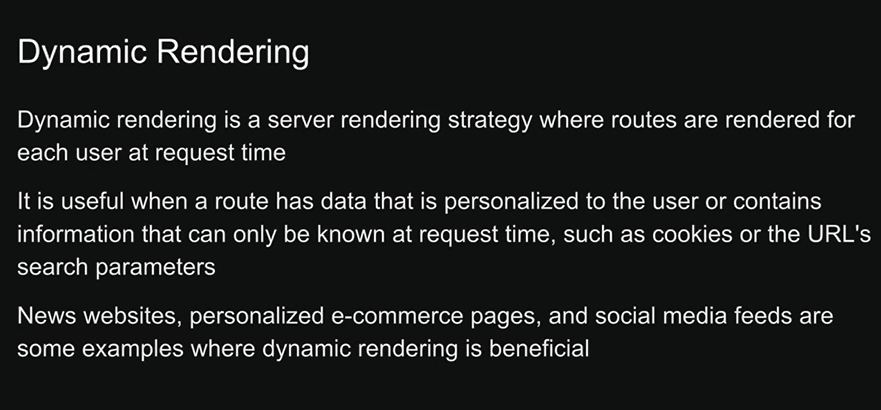 Dynamic Rendering
Dynamic rendering is a server rendering strategy where routes are rendered for
each user at request time
It is useful when a route has data that is personalized to the user or contains
information that can only be known at request time, such as cookies or the URL's
search parameters
News websites, personalized e-commerce pages, and social media feeds are
some examples where dynamic rendering is beneficial